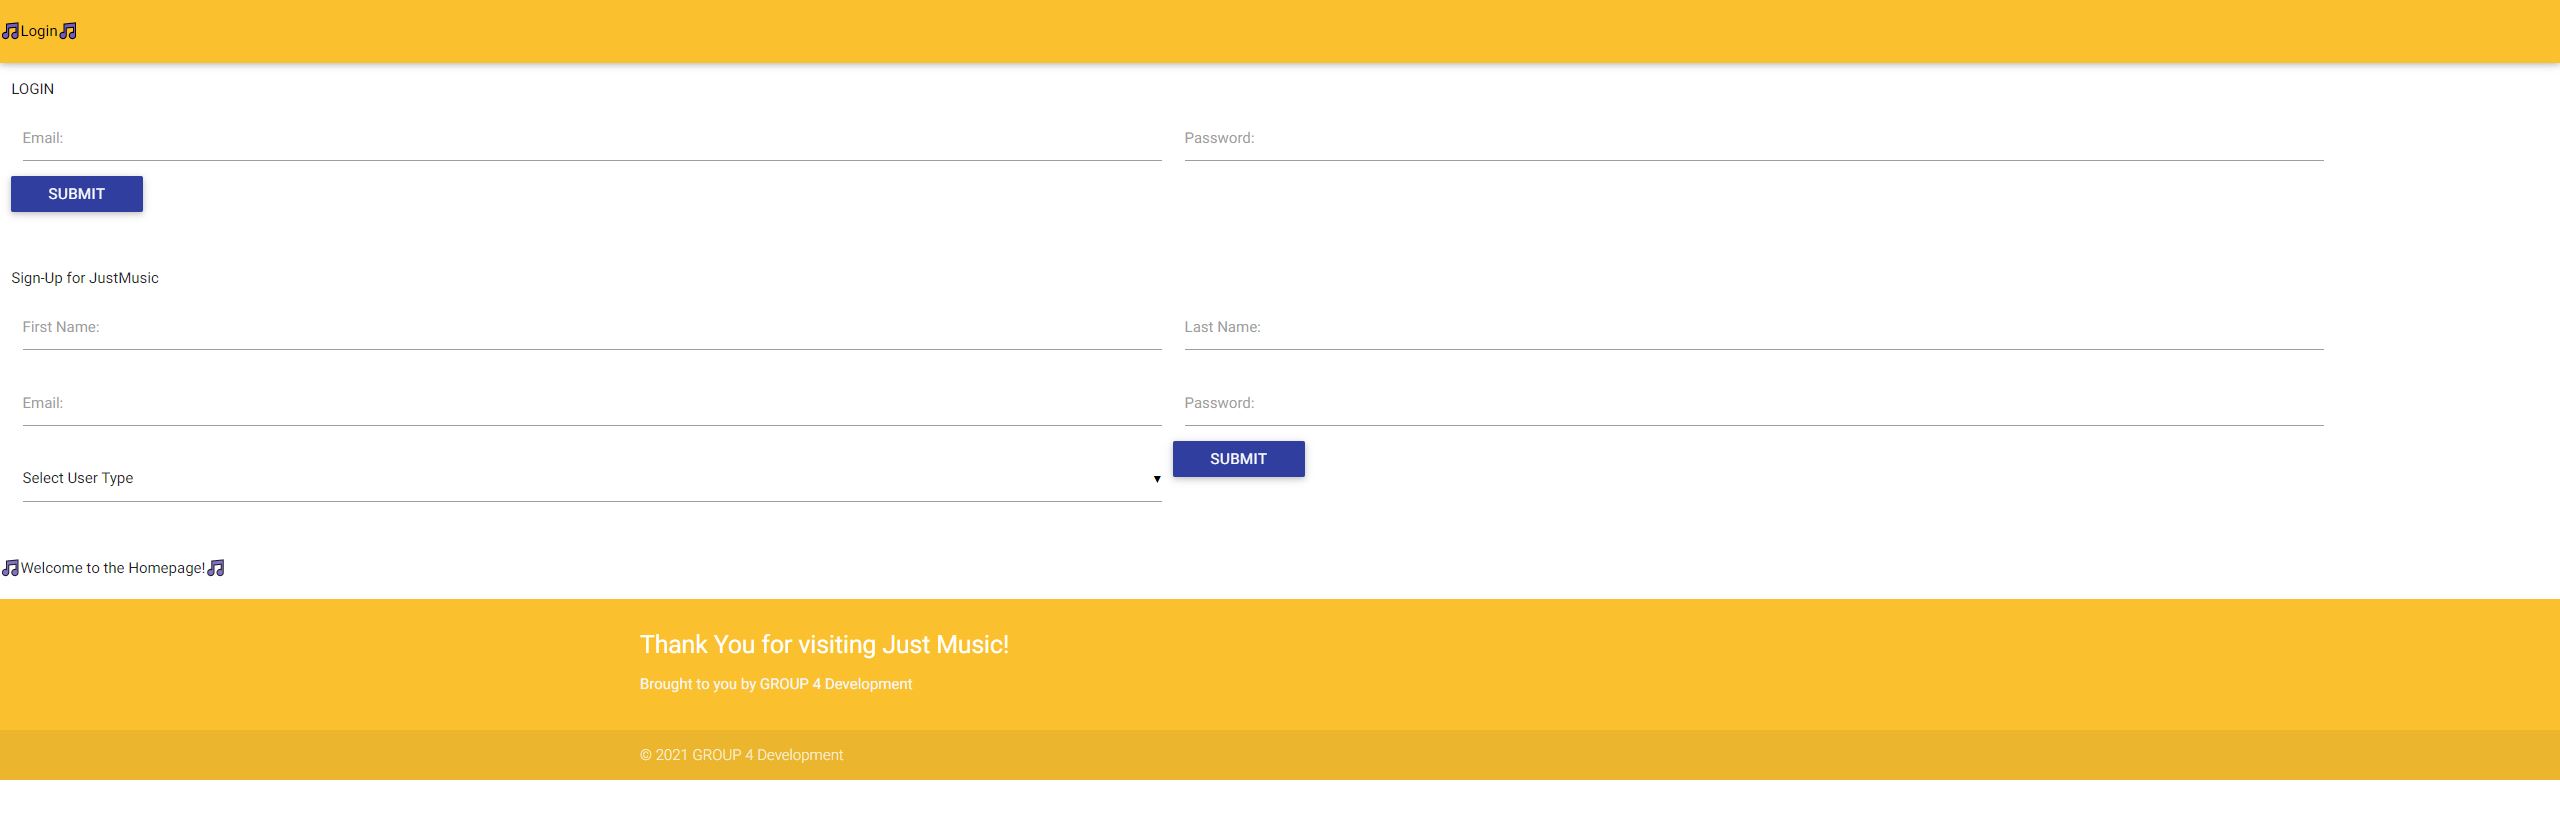 🎵Login🎵
LOGIN
Email: Password:
SUBMIT
Sign-Up for JustMusic
First Name: Last Name:
Email: Password:
Select User Type ▼ SUBMIT
🎵Welcome to the Homepage!🎵
Thank You for visiting Just Music!
Brought to you by GROUP 4 Development
© 2021 GROUP 4 Development